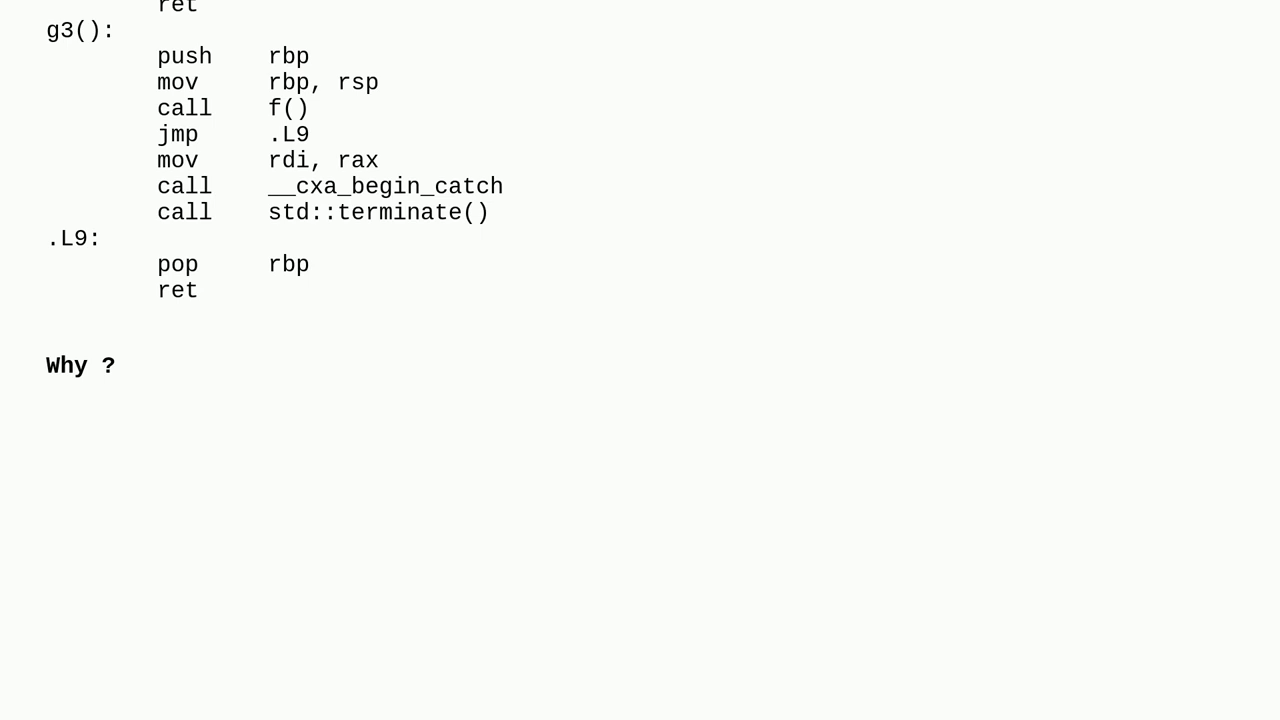 ret
g3():
push rbp
mov rbp, rsp
call f()
jmp .L9
mov rdi, rax
call __cxa_begin_catch
call std::terminate()
.L9:
pop rbp
ret
Why ?